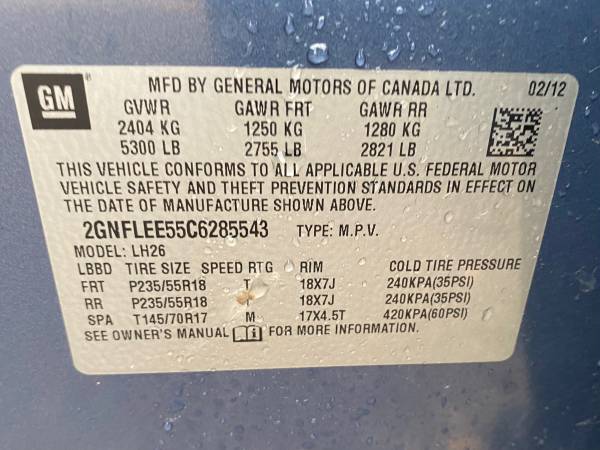 GM ® MFD BY GENERAL MOTORS OF CANADA LTD. 02/12
GVWR GAWR FRT GAWR RR
2404 KG 1250 KG 1280 KG
5300 LB 2755 LB 2821 LB
THIS VEHICLE CONFORMS TO ALL APPLICABLE U.S. FEDERAL MOTOR
VEHICLE SAFETY AND THEFT PREVENTION STANDARDS IN EFFECT ON
THE DATE OF MANUFACTURE SHOWN ABOVE.
2GNFLEE55C6285543 TYPE: M.P.V.
MODEL: LH26
LBBD TIRE SIZE SPEED RTG RIM COLD TIRE PRESSURE
FRT P235/55R18 T 18X7J 240KPA(35PSI)
RR P235/55R18 18X7J 240KPA(35PSI)
SPA T145/70R17 M 17X4.5T 420KPA(60PSI)
SEE OWNER'S MANUAL FOR MORE INFORMATION.